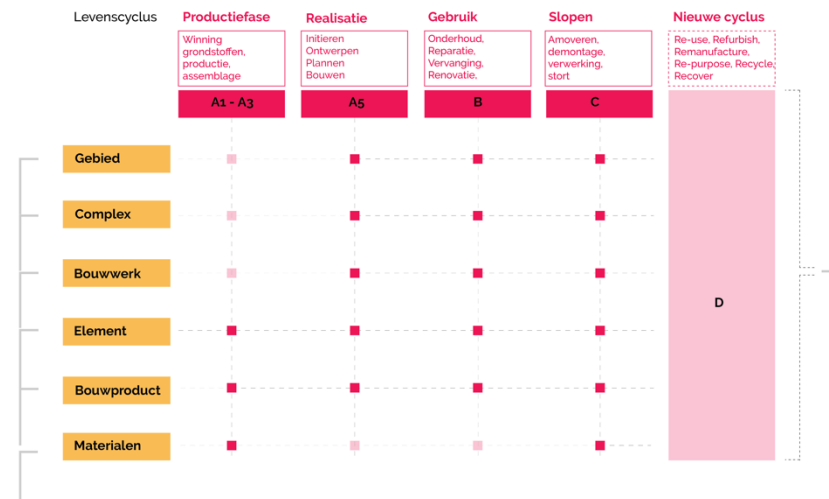 Levenscyclus
Productiefase
Realisatie
Gebruik
Slopen
Nieuwe cyclus
Winning
grondstoffen,
productie,
assemblage
Initieren
Ontwerpen
Plannen
Bouwen
Onderhoud,
Reparatie,
Vervanging,
Renovatie,
Amoveren,
demontage,
verwerking,
stort
Re-use, Refurbish,
Remanufacture,
Re-purpose, Recycle,
Recover
A1 - A3
A5
B
C
Gebied
Complex
Bouwwerk
D
Element
Bouwproduct
Materialen